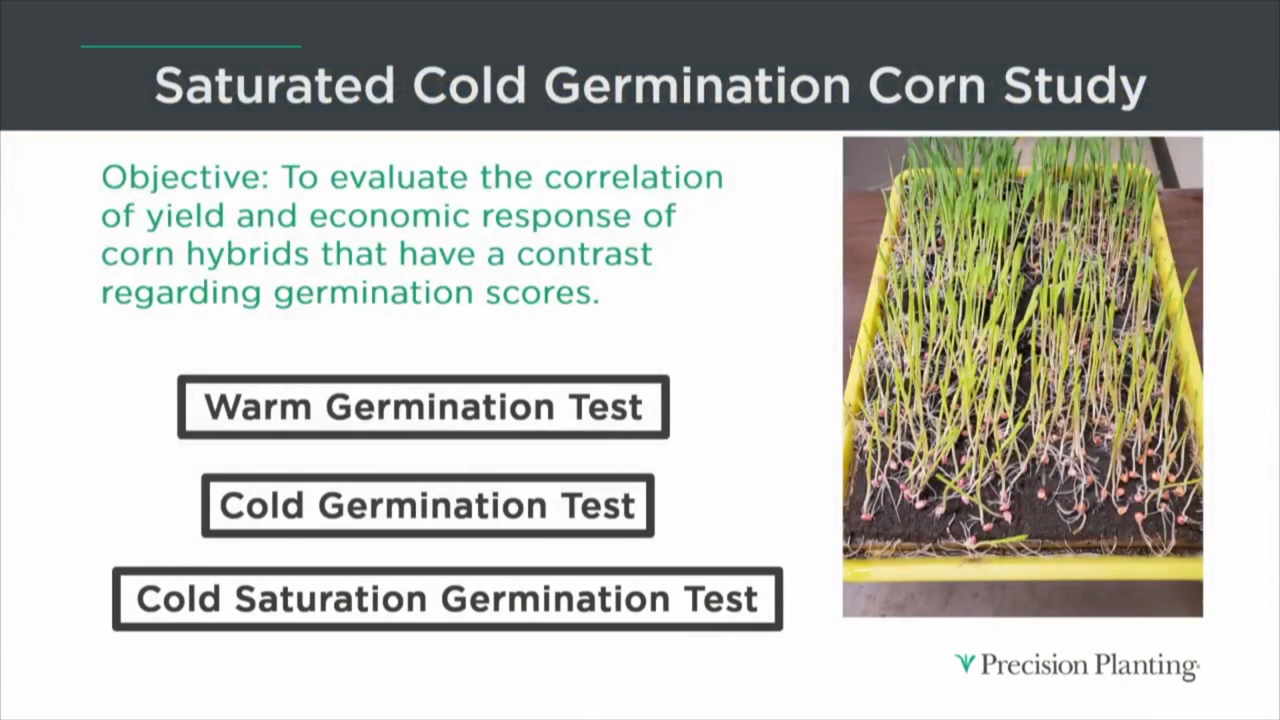 Saturated Cold Germination Corn Study
Objective: To evaluate the correlation
of yield and economic response of
corn hybrids that have a contrast
regarding germination scores.
Warm Germination Test
Cold Germination Test
Cold Saturation Germination Test
Precision Planting